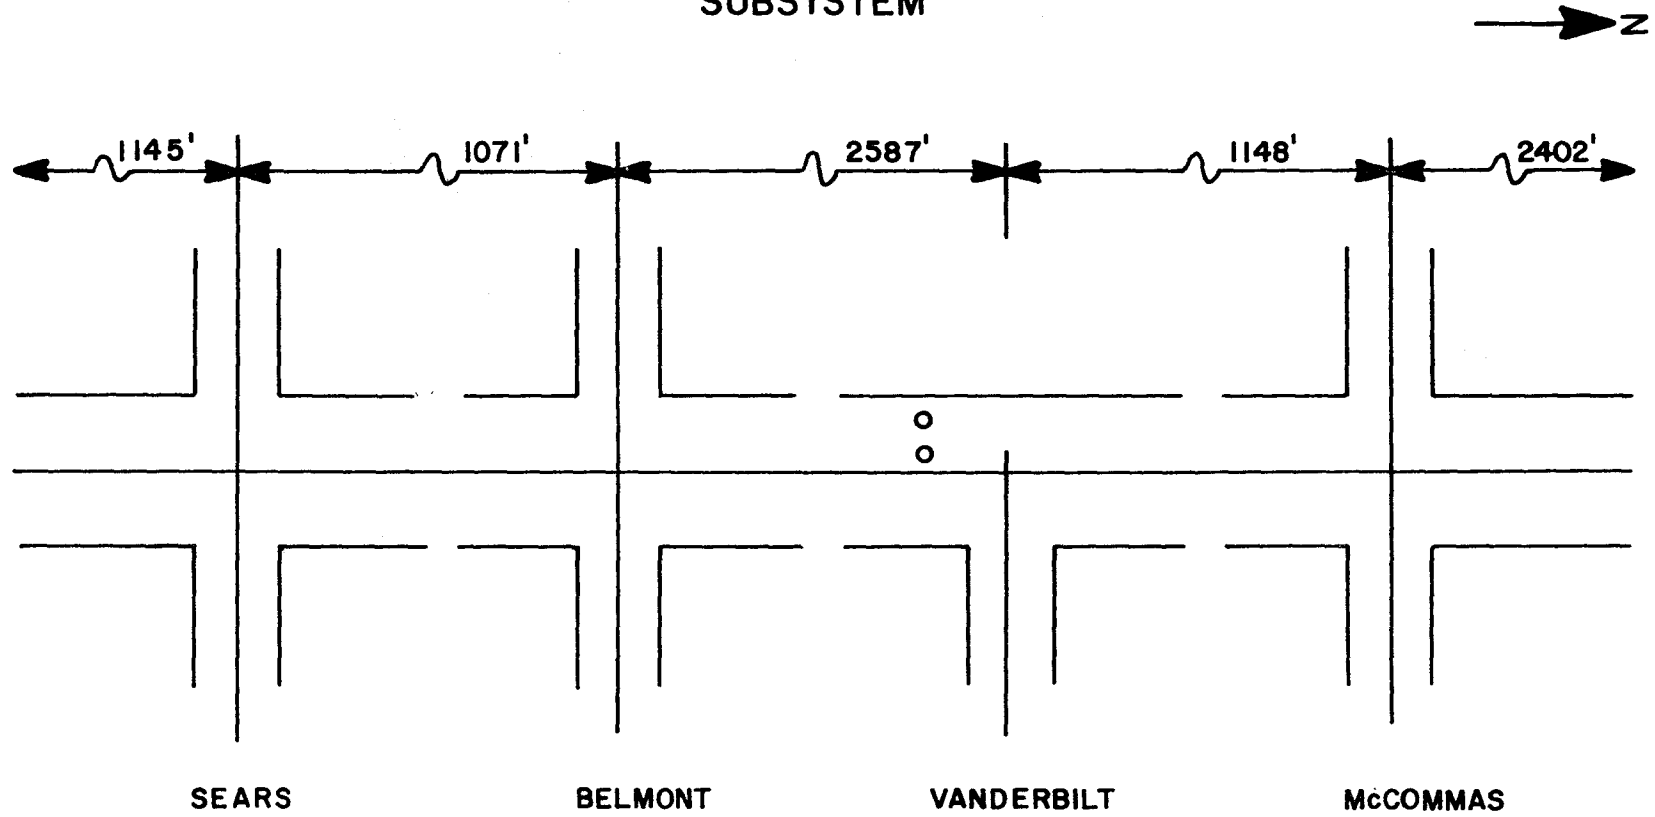 SUBSYSTEM
N
1145' 1071' 2587' 1148' 2402'
SEARS BELMONT VANDERBILT McCOMMAS